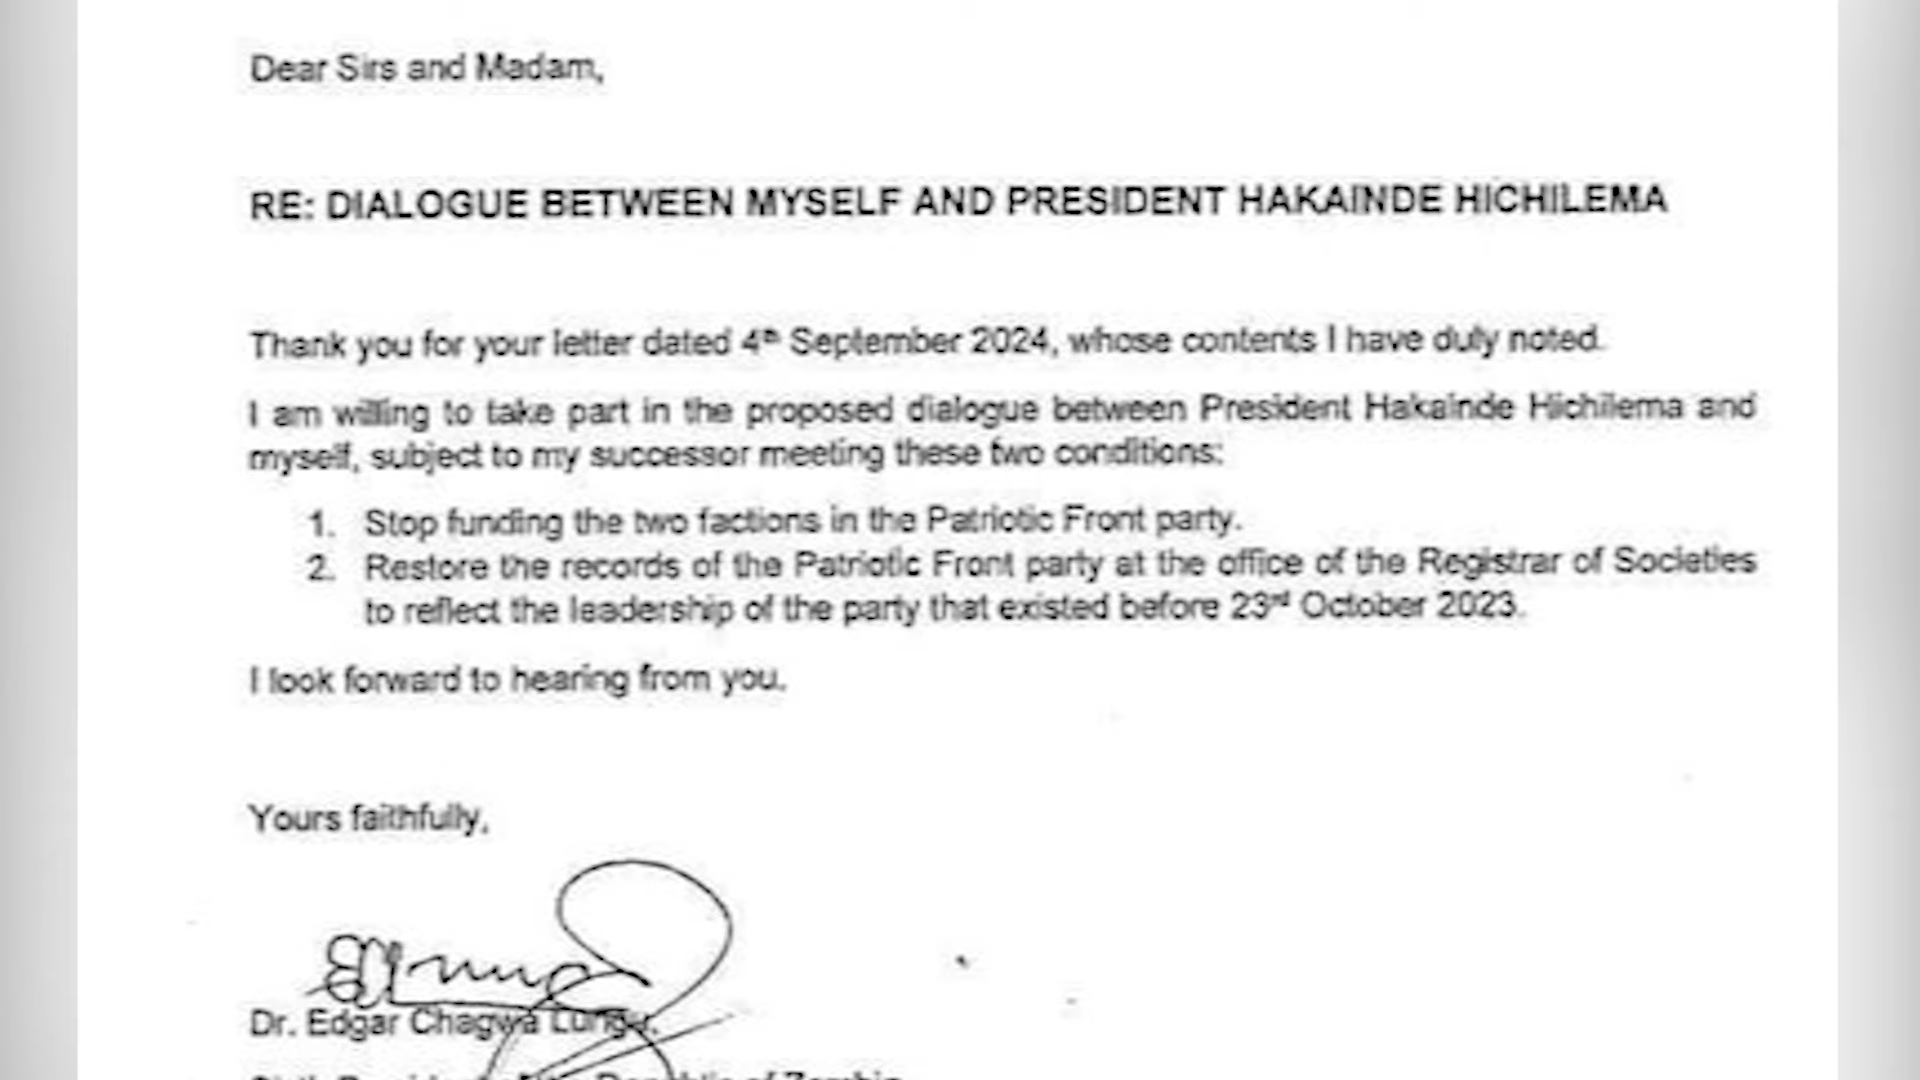 Dear Sirs and Madam,
RE: DIALOGUE BETWEEN MYSELF AND PRESIDENT HAKAINDE HICHILEMA
Thank you for your letter dated 4th September 2024, whose contents I have duly noted.
I am willing to take part in the proposed dialogue between President Hakainde Hichilema and
myself, subject to my successor meeting these two conditions:
1. Stop funding the two factions in the Patriotic Front party.
2. Restore the records of the Patriotic Front party at the office of the Registrar of Societies
to reflect the leadership of the party that existed before 23rd October 2023.
I look forward to hearing from you.
Yours faithfully,
Dr. Edgar Chagwa Lungu.
Republic of Zambia